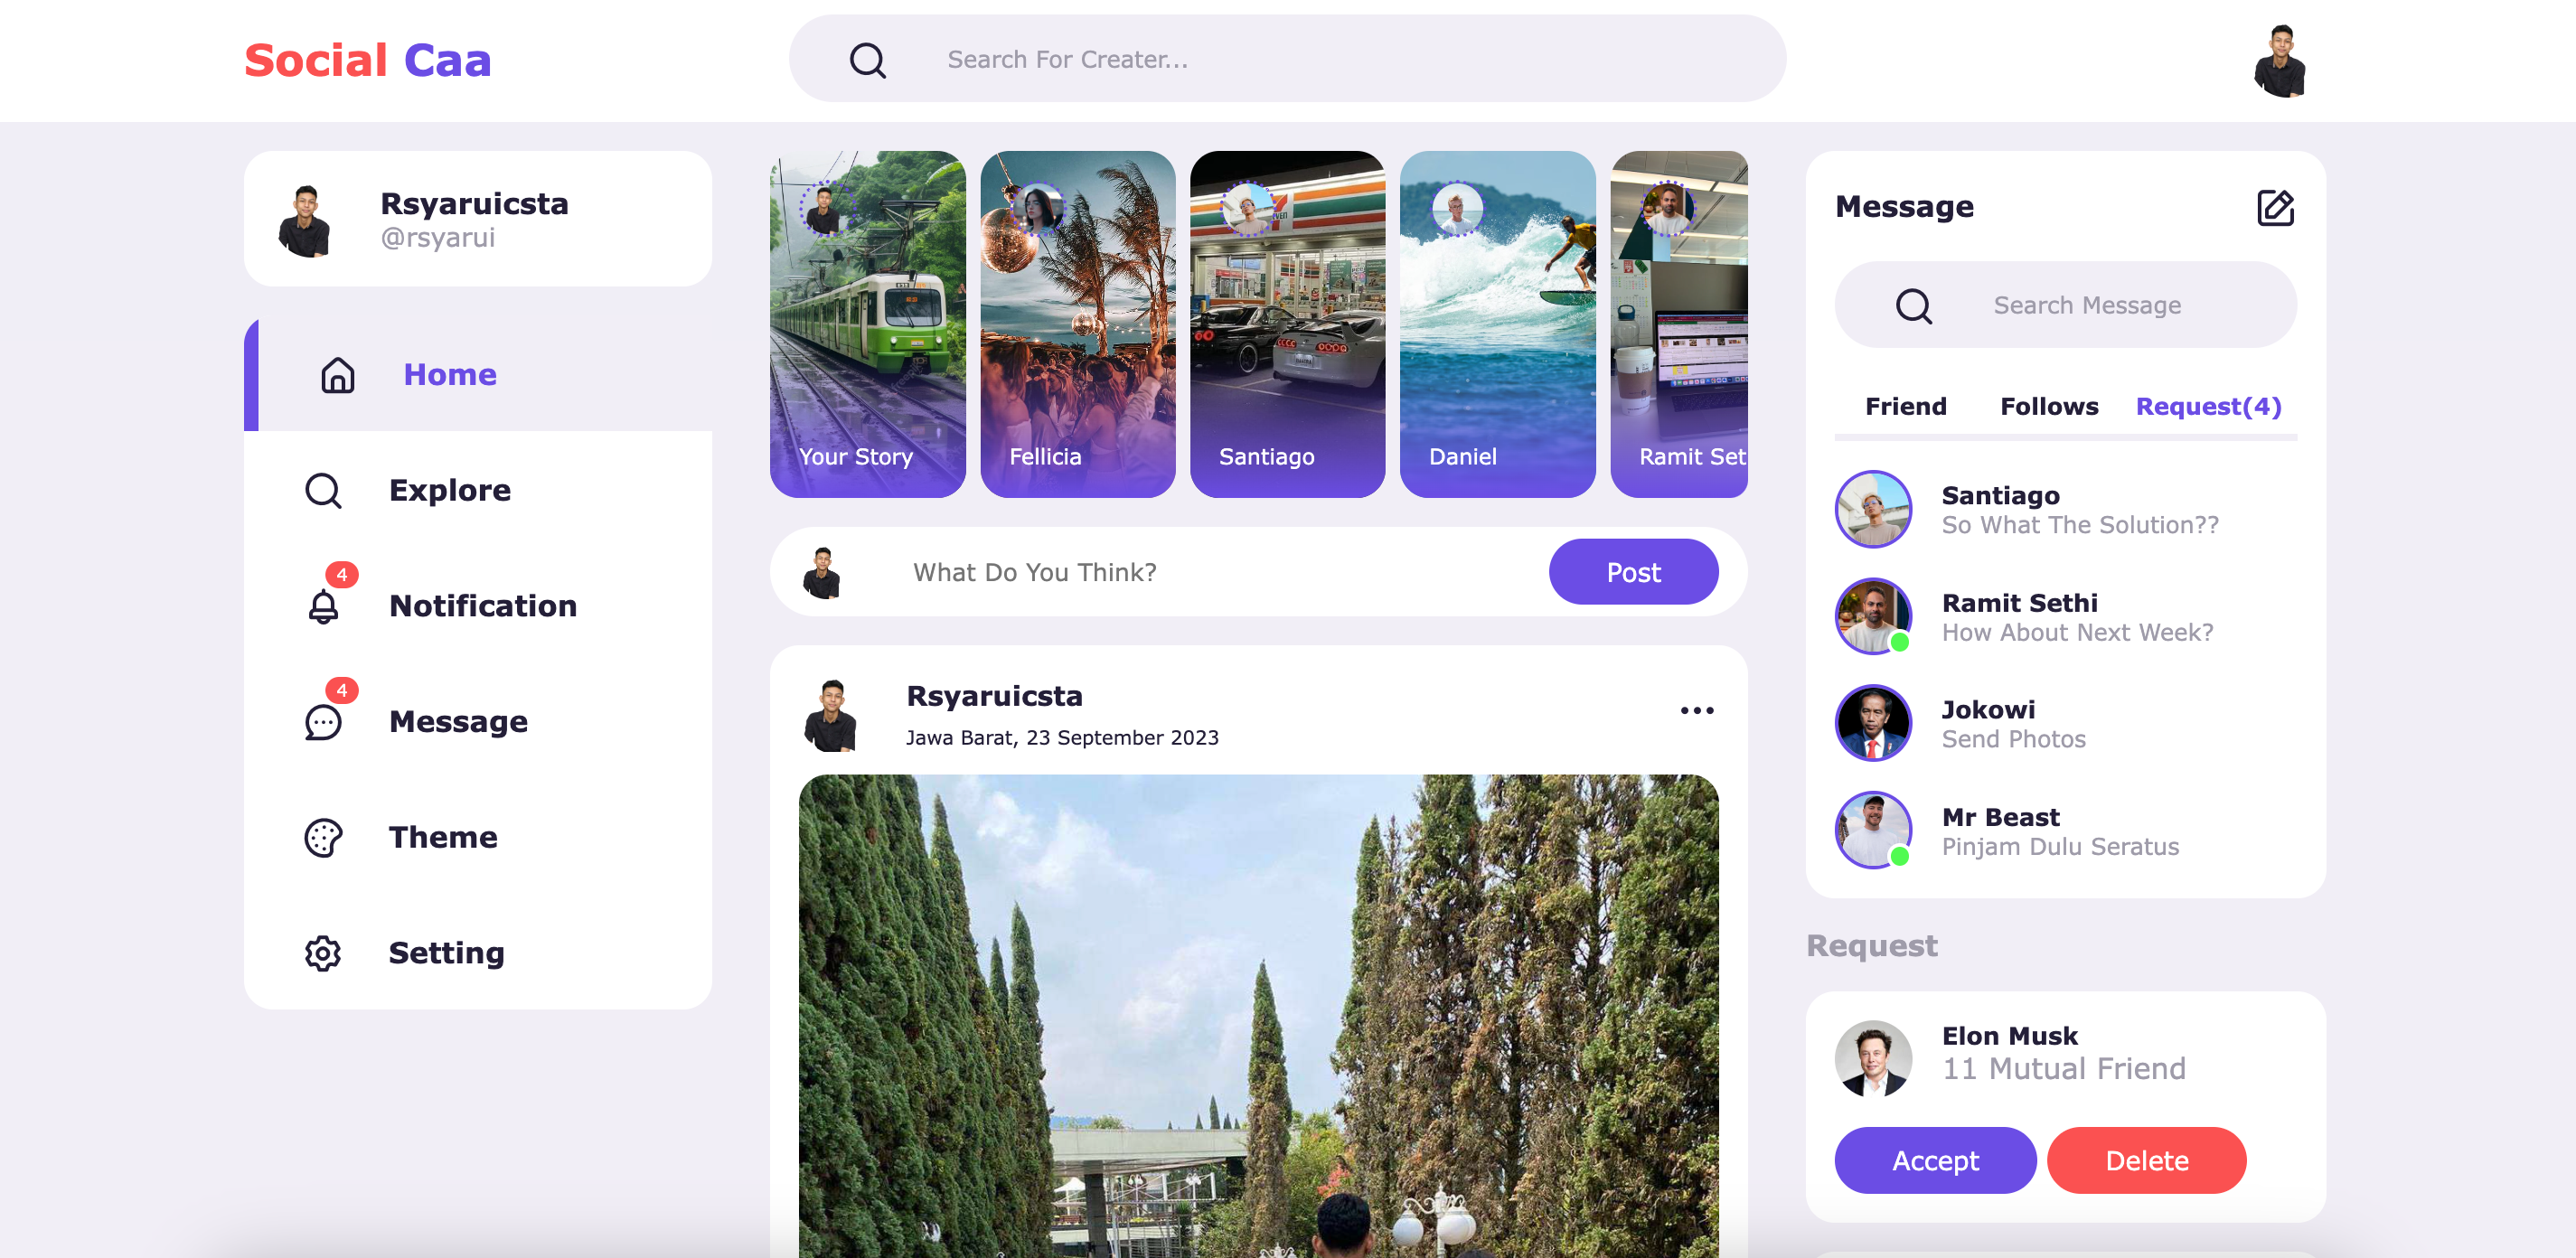 Social Caa
Search For Creater...
Rsyaruicsta
@rsyarui
Home
Explore
4
Notification
4
Message
Theme
Setting
Your Story
Fellicia
Santiago
Daniel
Ramit Set
What Do You Think?
Post
Rsyaruicsta
Jawa Barat, 23 September 2023
Message
Search Message
Friend
Follows
Request(4)
Santiago
So What The Solution??
Ramit Sethi
How About Next Week?
Jokowi
Send Photos
Mr Beast
Pinjam Dulu Seratus
Request
Elon Musk
11 Mutual Friend
Accept
Delete